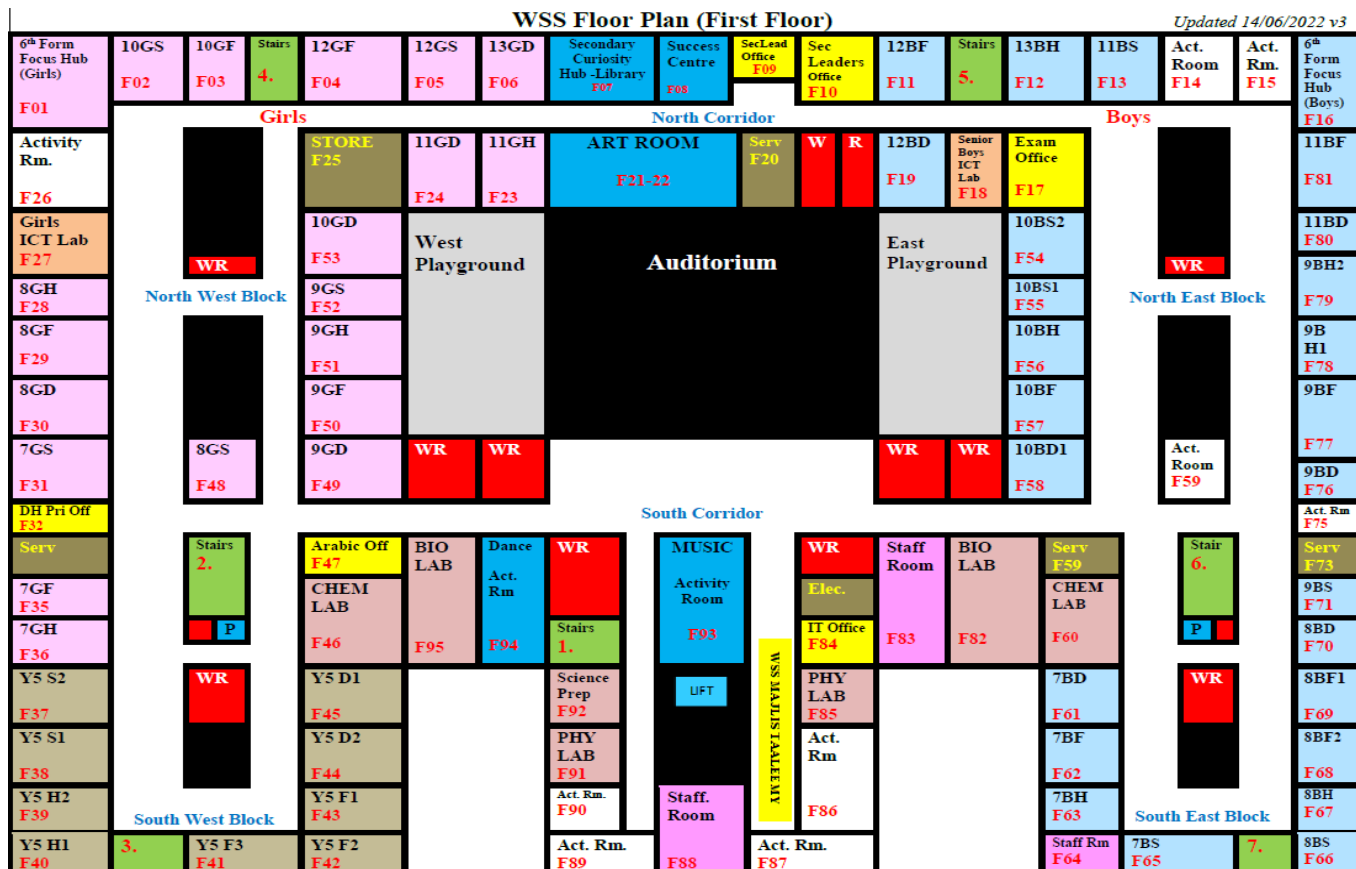 WSS Floor Plan (First Floor)
Updated 14/06/2022 v3
6th Form
Focus Hub
(Girls)
F01
10GS
F02
10GF
F03
Stairs
4.
12GF
F04
12GS
F05
13GD
F06
Secondary
Curiosity
Hub -Library
F07
Success
Centre
F08
SecLead
Office
F09
Sec
Leaders
Office
F10
12BF
F11
Stairs
5.
13BH
F12
11BS
F13
Act.
Room
F14
Act.
Rm.
F15
6th
Form
Focus
Hub
(Boys)
F16
Girls
North Corridor
Boys
Activity
Rm.
F26
STORE
F25
11GD
F24
11GH
F23
ART ROOM
F21-22
Serv
F20
W
R
12BD
F19
Senior
Boys
ICT
Lab
F18
Exam
Office
F17
11BF
F81
Girls
ICT Lab
F27
WR
10GD
F53
West
Playground
Auditorium
East
Playground
10BS2
F54
WR
11BD
F80
9BH2
F79
8GH
F28
North West Block
9GS
F52
10BS1
F55
North East Block
8GF
F29
9GH
F51
10BH
F56
9B
H1
F78
8GD
F30
9GF
F50
10BF
F57
9BF
F77
7GS
F31
8GS
F48
9GD
F49
WR
WR
WR
WR
10BD1
F58
Act.
Room
F59
9BD
F76
DH Pri Off
F32
South Corridor
Act. Rm
F75
Serv
Stairs
2.
Arabic Off
F47
BIO
LAB
F95
Dance
Act.
Rm
F94
WR
MUSIC
Activity
Room
F93
WR
Staff
Room
F83
BIO
LAB
F82
Serv
F59
Stair
6.
Serv
F73
7GF
F35
CHEM
LAB
F46
Elec.
CHEM
LAB
F60
9BS
F71
7GH
F36
P
Stairs
1.
IT Office
F84
P
8BD
F70
Y5 S2
F37
WR
Y5 D1
F45
Science
Prep
F92
LIFT
WSS MAJLIS TAALEEMY
PHY
LAB
F85
7BD
F61
WR
8BF1
F69
Y5 S1
F38
Y5 D2
F44
PHY
LAB
F91
Act.
Rm
F86
7BF
F62
8BF2
F68
Y5 H2
F39
South West Block
Y5 F1
F43
Act. Rm.
F90
Staff.
Room
F88
7BH
F63
South East Block
8BH
F67
Y5 H1
F40
3.
Y5 F3
F41
Y5 F2
F42
Act. Rm.
F89
Act. Rm.
F87
Staff Rm
F64
7BS
F65
7.
8BS
F66